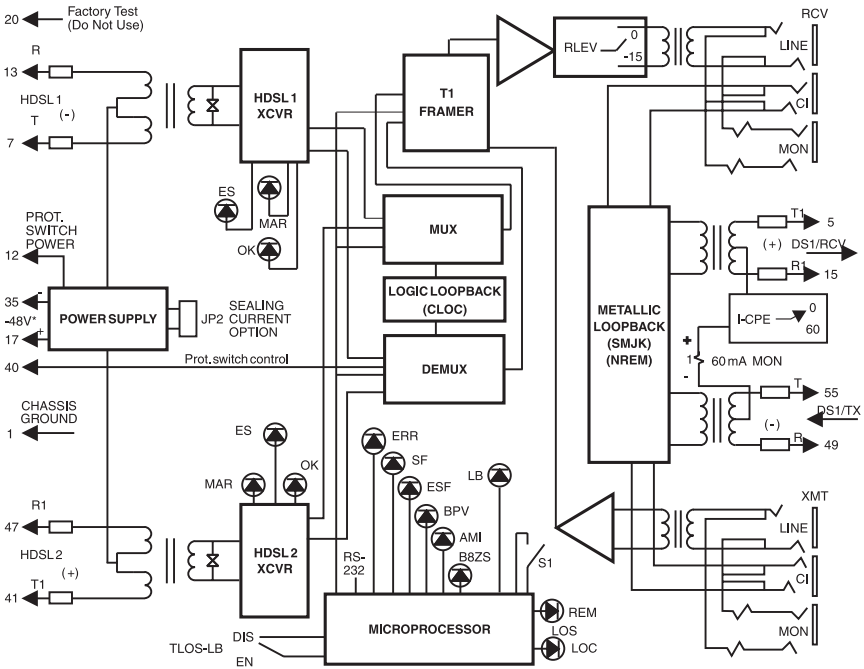 20
Factory Test
(Do Not Use)
R
13
HDSL 1
(-)
T
7
HDSL 1
XCVR
ES
MAR
OK
PROT.
SWITCH
POWER
12
35
-
-48V*
+
17
POWER SUPPLY
JP2
SEALING
CURRENT
OPTION
40
Prot. switch control
CHASSIS
GROUND
1
R1
47
HDSL 2
T1
(+)
41
ES
MAR
OK
HDSL 2
XCVR
T1
FRAMER
MUX
LOGIC LOOPBACK
(CLOC)
DEMUX
ERR
SF
ESF
BPV
AMI
B8ZS
LB
S1
RS-
232
TLOS-LB
DIS
EN
MICROPROCESSOR
REM
LOS
LOC
RLEV
0
-15
RCV
LINE
CI
MON
METALLIC
LOOPBACK
(SMJK)
(NREM)
T1
5
(+)
DS1/RCV
R1
15
I-CPE
0
60
+
1
-
60mA MON
T
55
(-)
DS1/TX
R
49
XMT
LINE
CI
MON